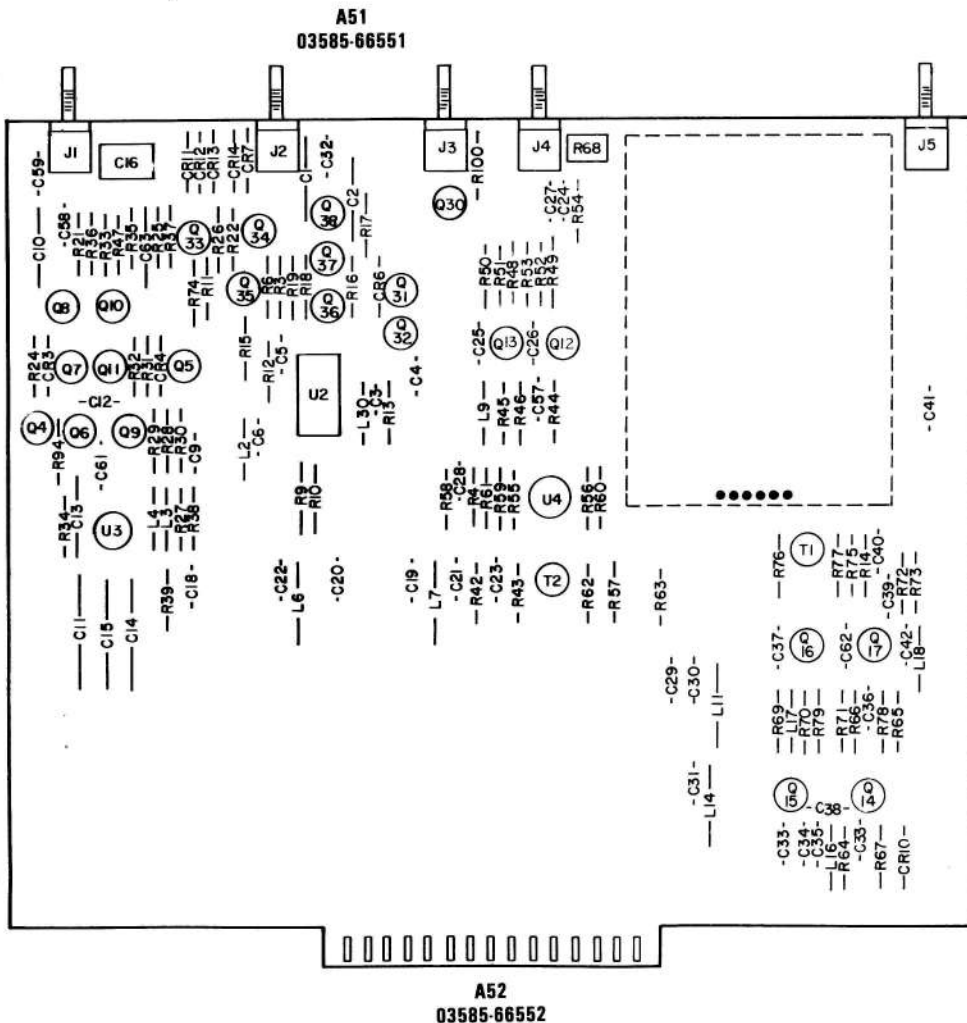 A51
03585-66551
J1 C16 CR11 CR12 CR13 CR14 CR7 J2 C1 C32 J3 R100 J4 R68 J5
C59 C10 C58 R21 R36 R33 R47 R35 C63 R25 R37 Q33 R26 R22 Q34 Q38 C2 R17 Q30 C27 C24 R54
Q37
R74 R11 Q35 R6 R3 R19 R18 Q36 R16 CR6 Q31 R50 R51 R48 R53 R52 R49
Q8 Q10 Q32
R24 CR3 Q7 Q11 R32 R31 CR4 Q5 R15 R12 C5 U2 C4 C25 Q13 C26 Q12
C12 L30 C3 R13 L9 R45 R46 C57 R44 C41
Q4 R94 Q6 C61 Q9 R29 R28 R30 C9 L2 C6
R34 C13 U3 L4 L3 R27 R38 R9 R10 R58 C28 R4 R61 R59 R55 U4 R56 R60
C11 C15 C14 R39 C18 C22 L6 C20 C19 L7 C21 R42 C23 R43 T2 R62 R57 R63 R76 T1 R77 R75 R14 C40 C39 R72 R73
C37 Q16 C62 Q17 C42 L18
C29 C30 L11 R69 L17 R70 R79 R71 R66 C36 R78 R65
C31 L14 Q15 C38 Q14
C33 C34 C35 L16 R64 C33 R67 CR10
A52
03585-66552